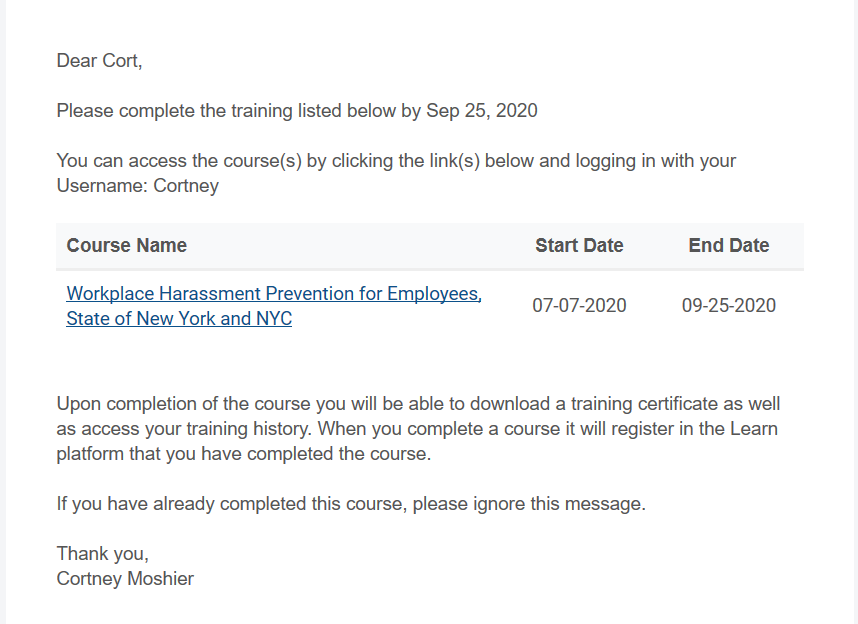 Dear Cort,
Please complete the training listed below by Sep 25, 2020
You can access the course(s) by clicking the link(s) below and logging in with your
Username: Cortney
Course Name Start Date End Date
Workplace Harassment Prevention for Employees,
State of New York and NYC
07-07-2020 09-25-2020
Upon completion of the course you will be able to download a training certificate as well
as access your training history. When you complete a course it will register in the Learn
platform that you have completed the course.
If you have already completed this course, please ignore this message.
Thank you,
Cortney Moshier